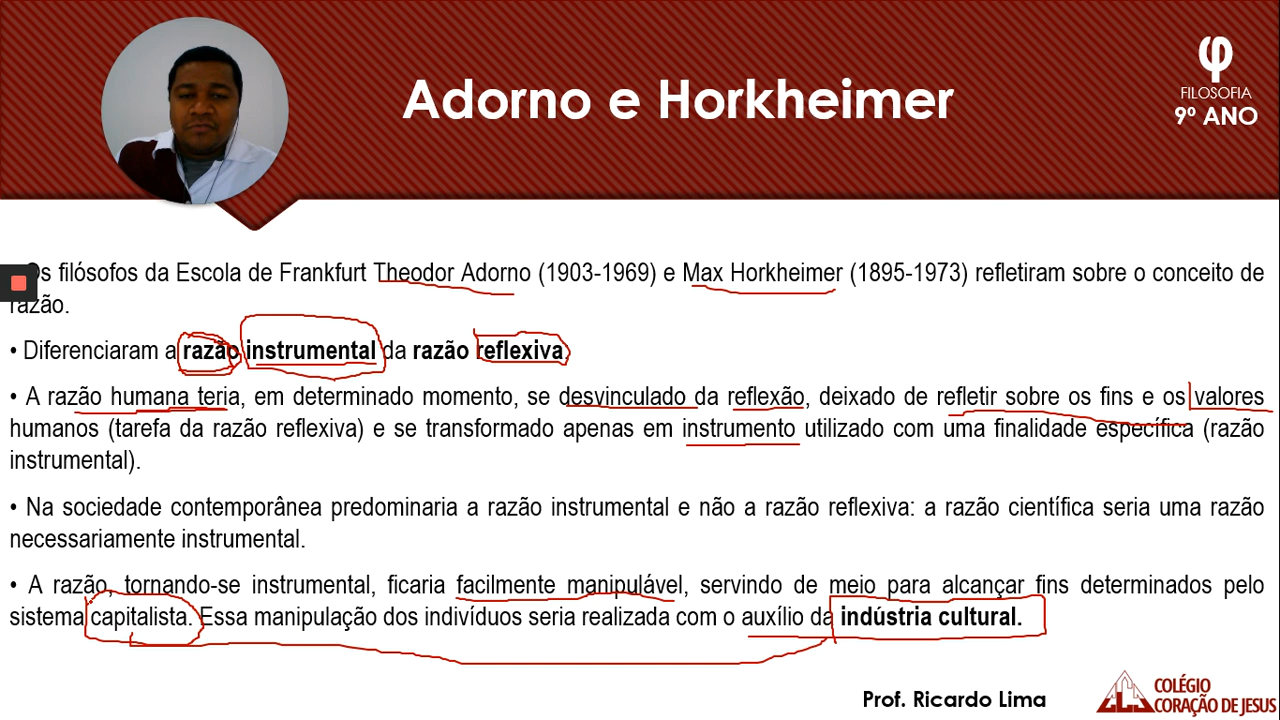 Adorno e Horkheimer
φ
FILOSOFIA
9º ANO
Os filósofos da Escola de Frankfurt Theodor Adorno (1903-1969) e Max Horkheimer (1895-1973) refletiram sobre o conceito de
razão.
• Diferenciaram a razão instrumental da razão reflexiva
• A razão humana teria, em determinado momento, se desvinculado da reflexão, deixado de refletir sobre os fins e os valores
humanos (tarefa da razão reflexiva) e se transformado apenas em instrumento utilizado com uma finalidade específica (razão
instrumental).
• Na sociedade contemporânea predominaria a razão instrumental e não a razão reflexiva: a razão científica seria uma razão
necessariamente instrumental.
• A razão, tornando-se instrumental, ficaria facilmente manipulável, servindo de meio para alcançar fins determinados pelo
sistema capitalista. Essa manipulação dos indivíduos seria realizada com o auxílio da indústria cultural.
Prof. Ricardo Lima
COLÉGIO
CORAÇÃO DE JESUS